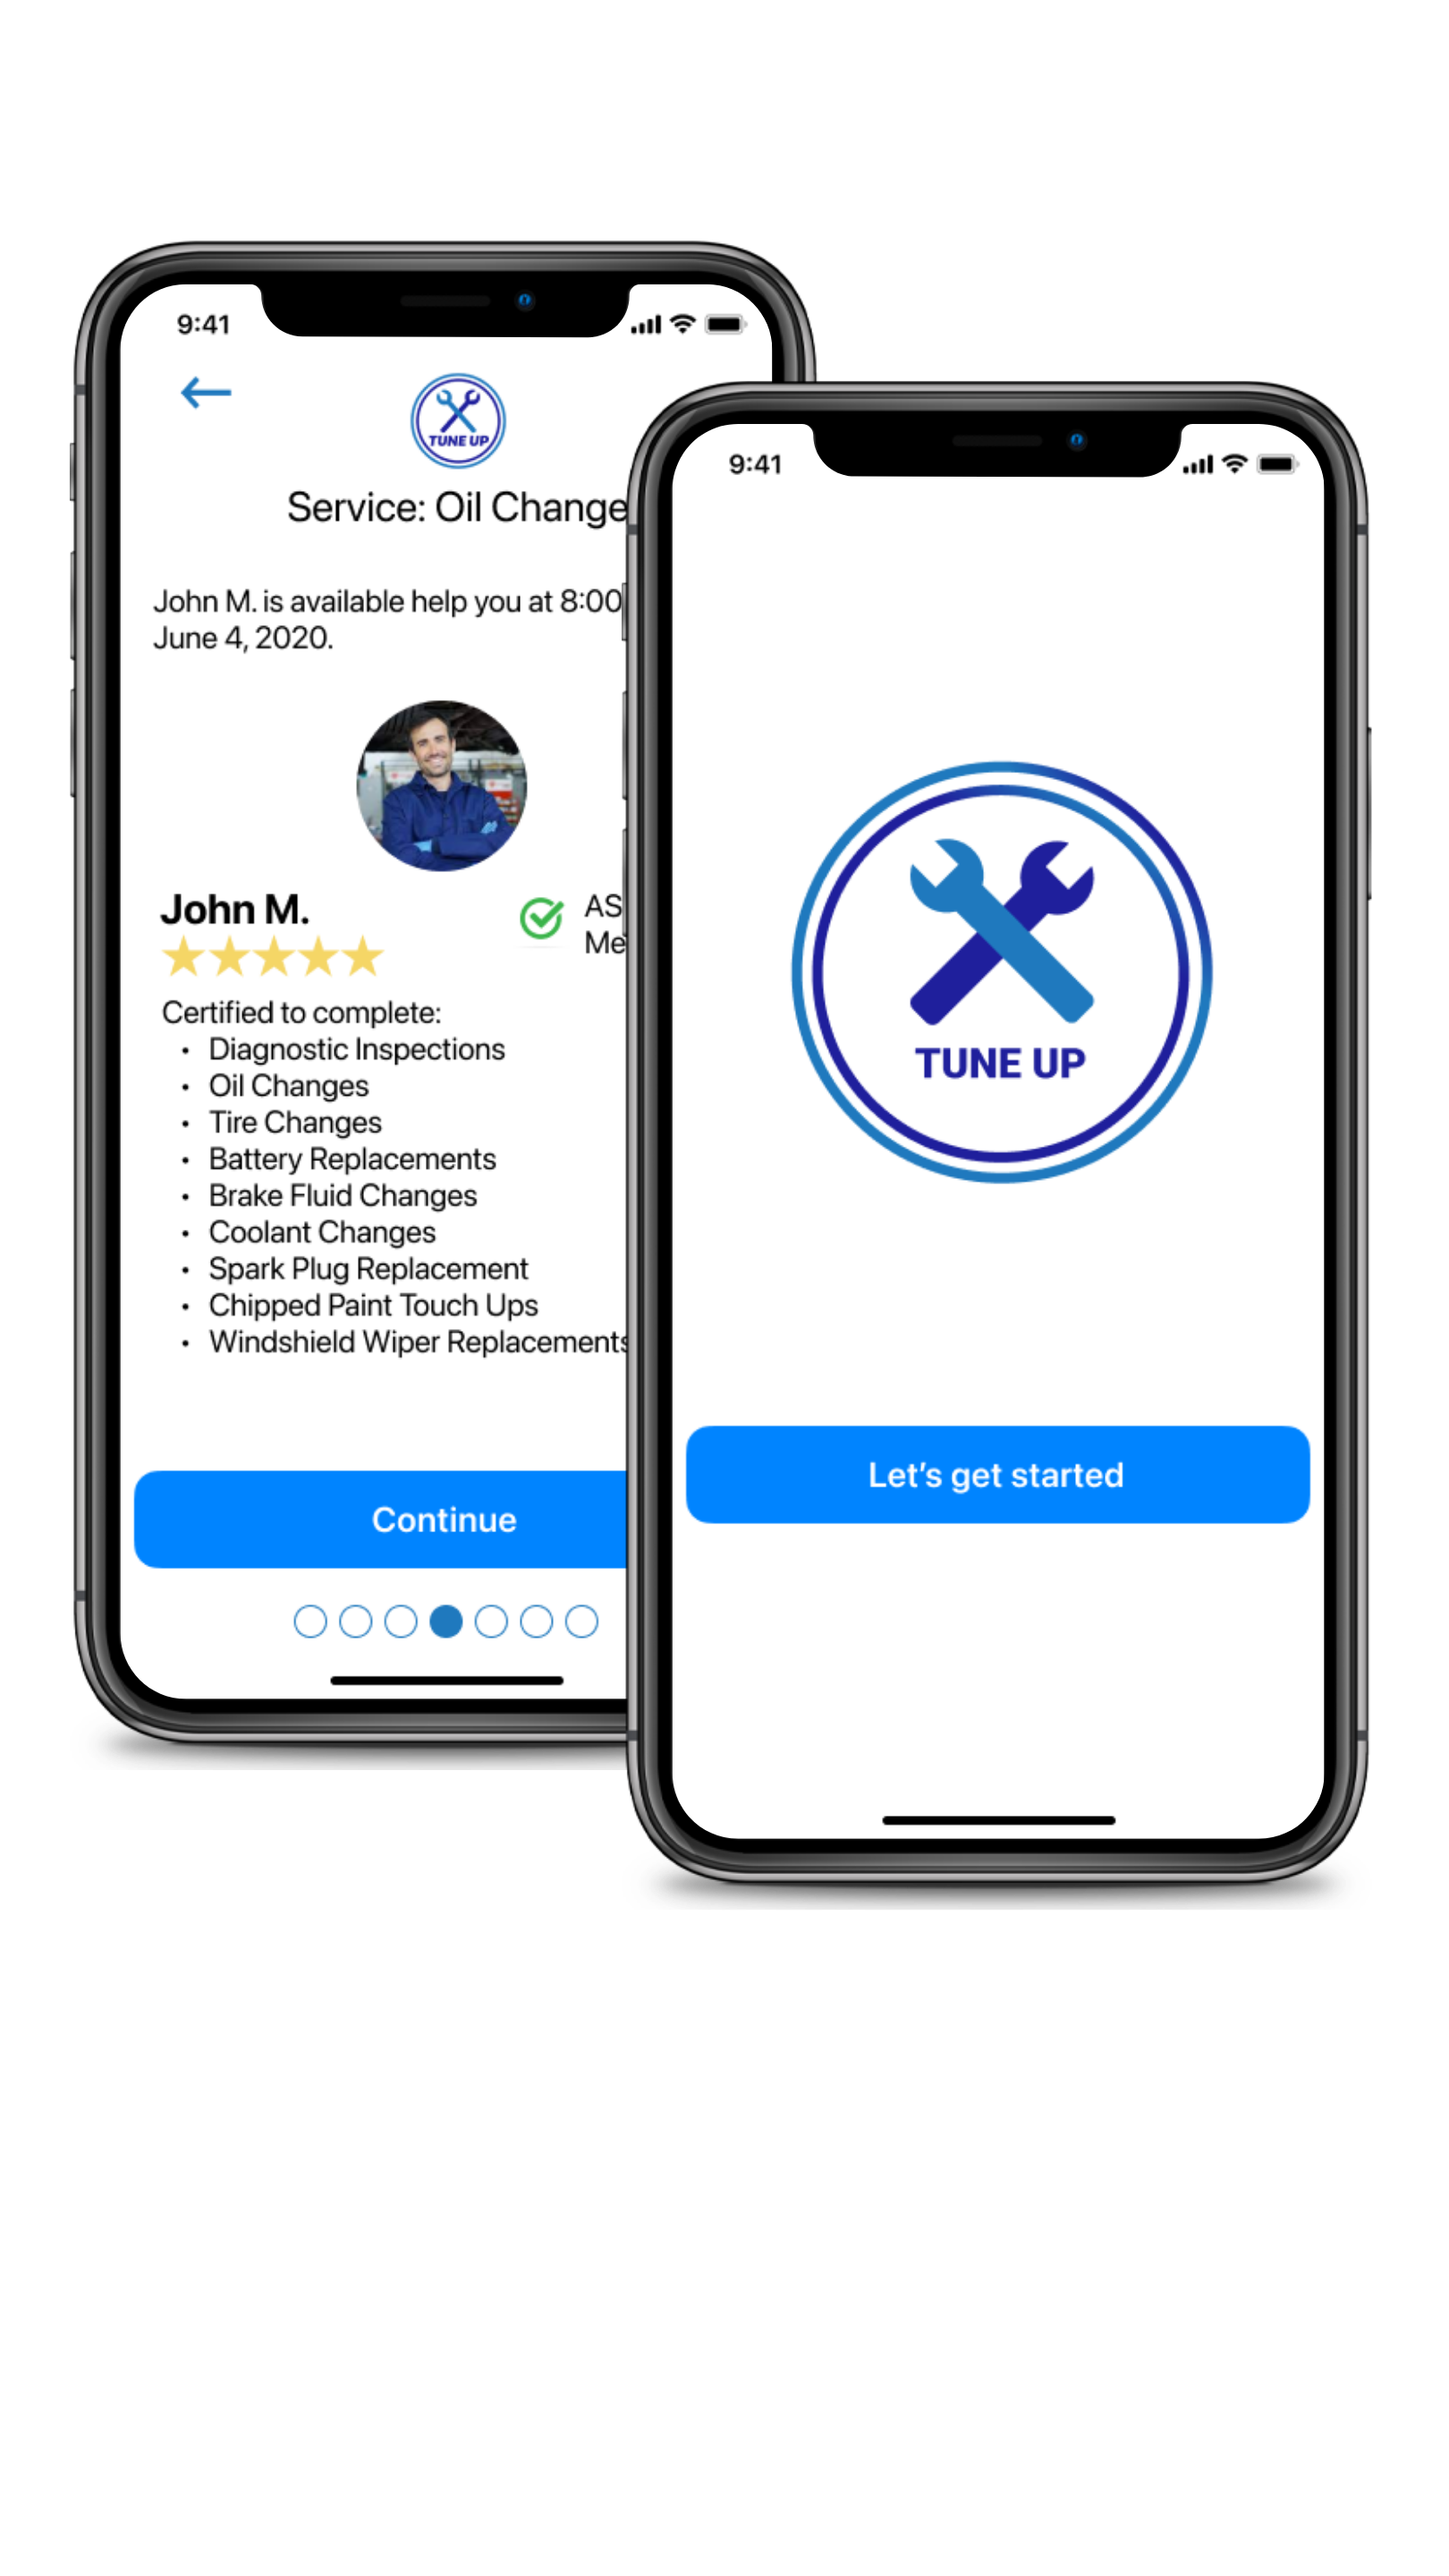 9:41
TUNE UP
Service: Oil Change
John M. is available help you at 8:00
June 4, 2020.
John M.
Certified to complete:
• Diagnostic Inspections
• Oil Changes
• Tire Changes
• Battery Replacements
• Brake Fluid Changes
• Coolant Changes
• Spark Plug Replacement
• Chipped Paint Touch Ups
• Windshield Wiper Replacements
Continue
9:41
TUNE UP
Let's get started